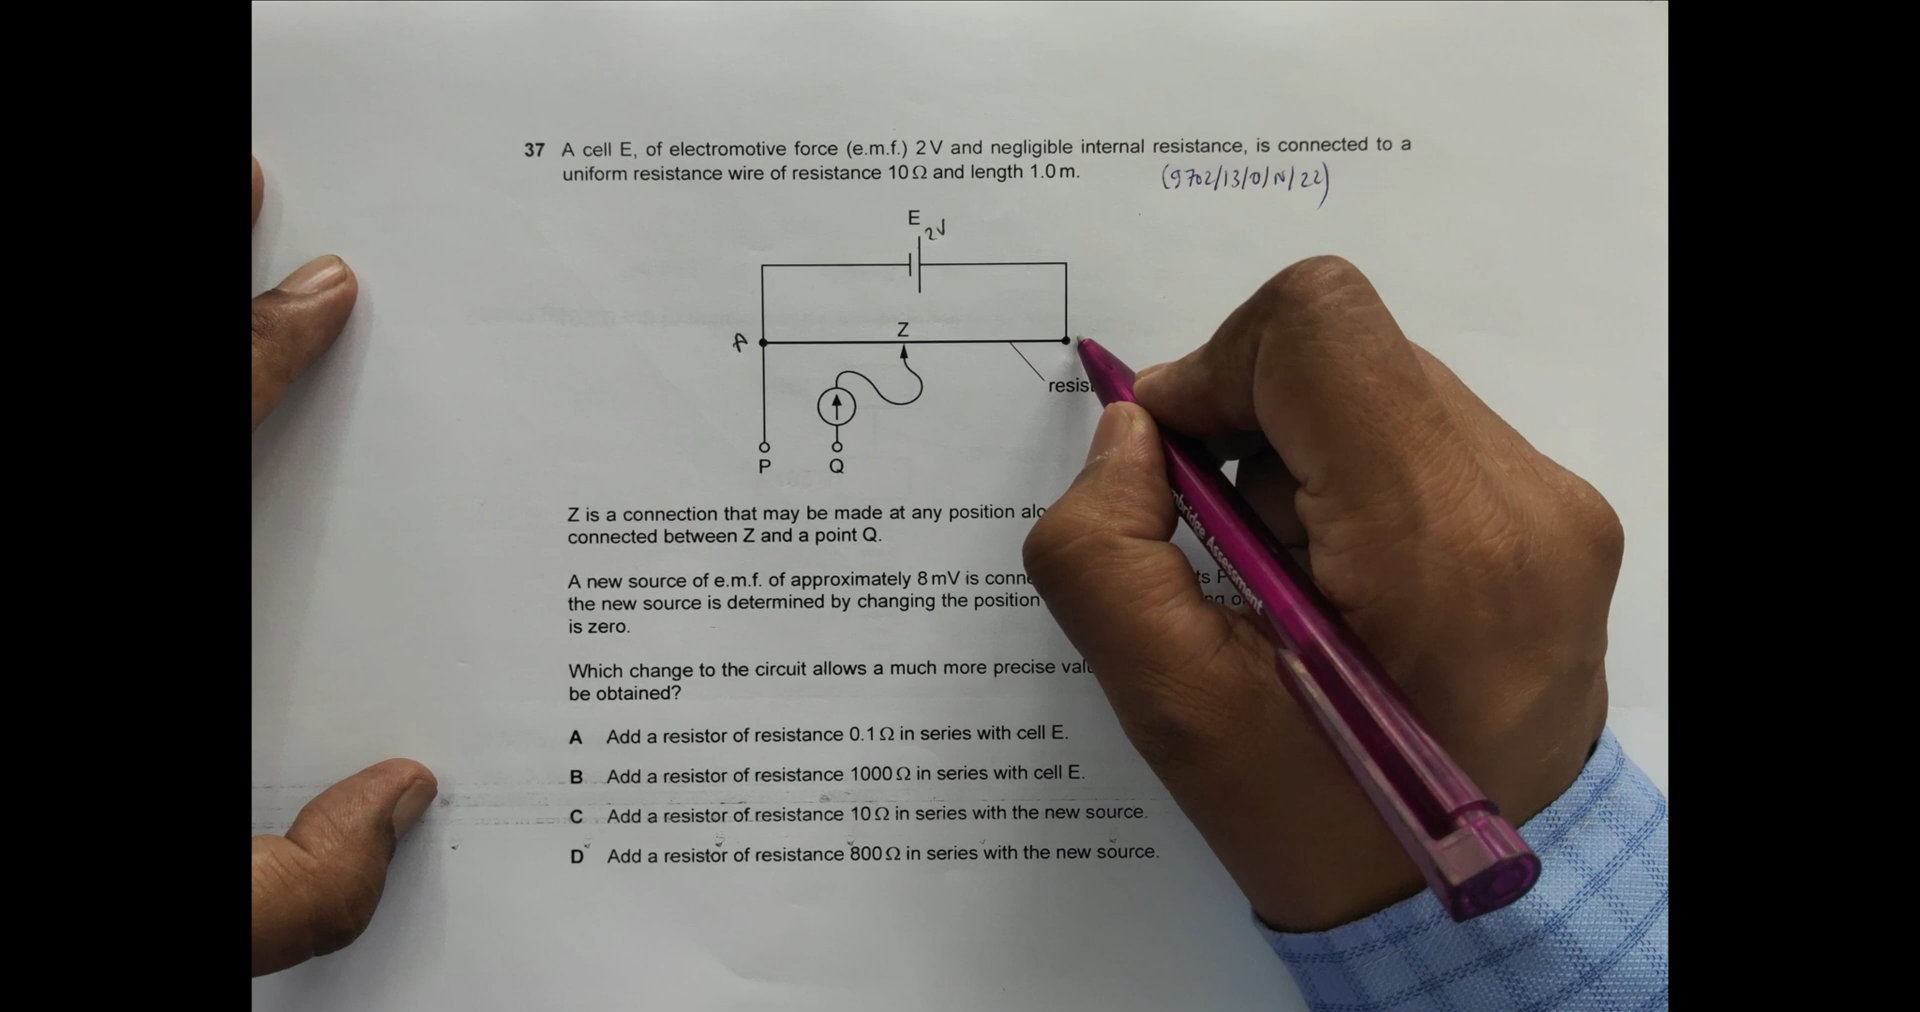 37 A cell E, of electromotive force (e.m.f.) 2 V and negligible internal resistance, is connected to a
uniform resistance wire of resistance 10 Ω and length 1.0 m.
(9702/13/O/N/22)
E
2V
A
Z
P
Q
Z is a connection that may be made at any position
connected between Z and a point Q.
A new source of e.m.f. of approximately 8 mV is
the new source is determined by changing the position
is zero.
Which change to the circuit allows a much more precise
be obtained?
A Add a resistor of resistance 0.1 Ω in series with cell E.
B Add a resistor of resistance 1000 Ω in series with cell E.
C Add a resistor of resistance 10 Ω in series with the new source.
D Add a resistor of resistance 800 Ω in series with the new source.
Assessment